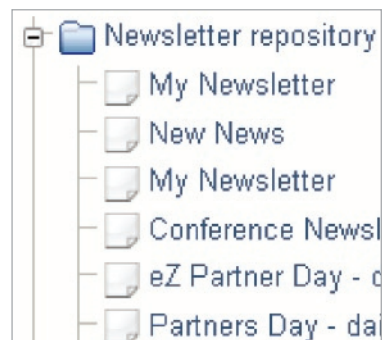 Newsletter repository
My Newsletter
New News
My Newsletter
Conference Newsl
eZ Partner Day -
Partners Day - dai